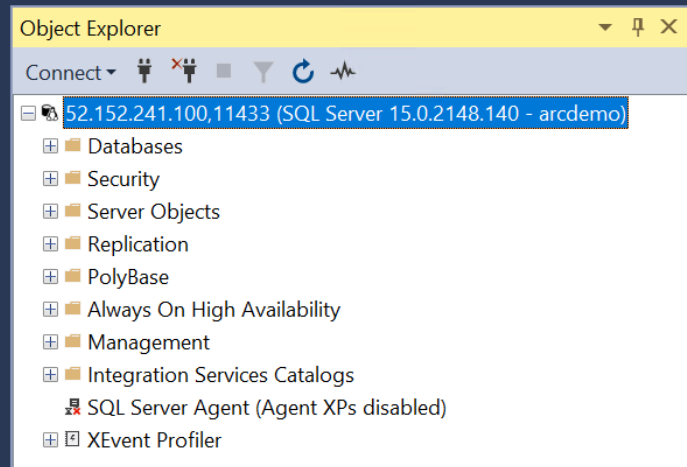 Object Explorer
Connect
52.152.241.100,11433 (SQL Server 15.0.2148.140 - arcdemo)
Databases
Security
Server Objects
Replication
PolyBase
Always On High Availability
Management
Integration Services Catalogs
SQL Server Agent (Agent XPs disabled)
XEvent Profiler